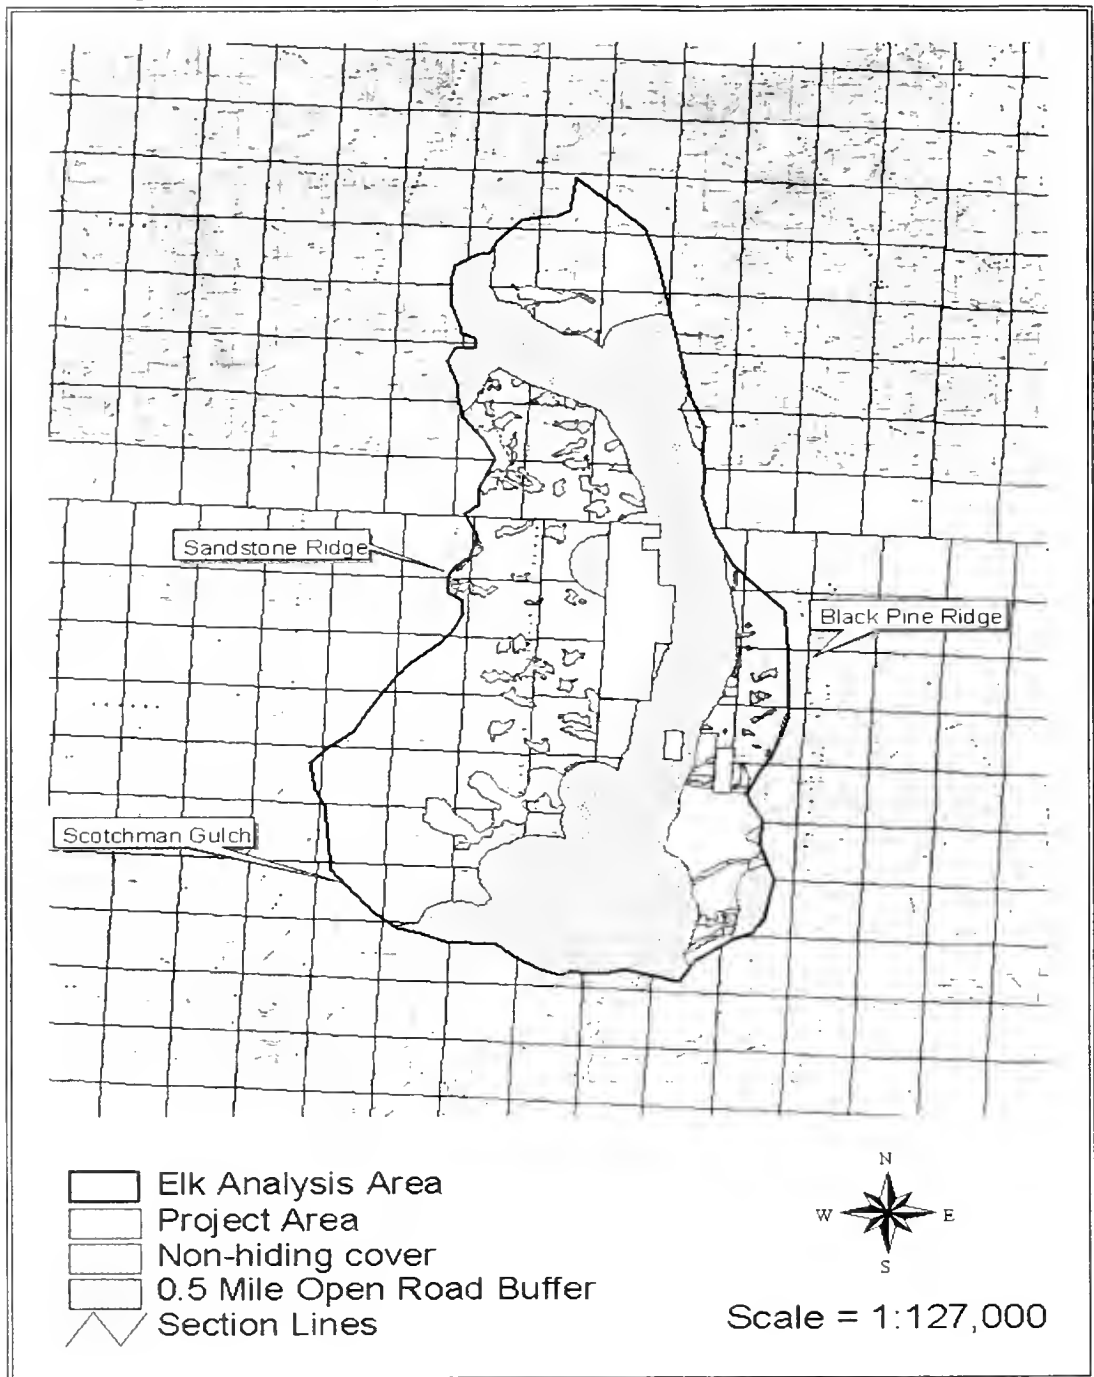 Sandstone Ridge
Black Pine Ridge
Scotchman Gulch
Elk Analysis Area
Project Area
Non-hiding cover
0.5 Mile Open Road Buffer
Section Lines
N
W E
S
Scale = 1:127,000